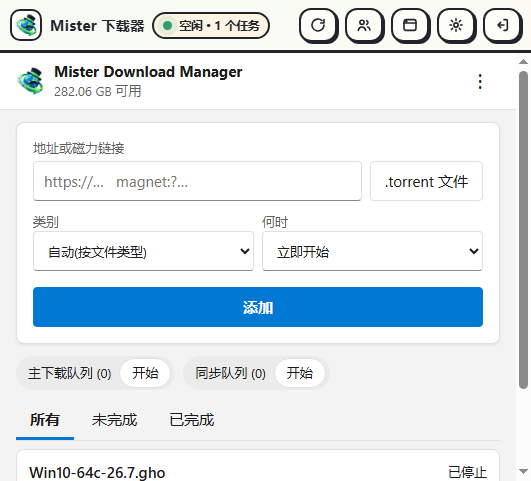 Mister 下载器
空闲 • 1 个任务
Mister Download Manager
282.06 GB 可用
地址或磁力链接
https://... magnet:?...
.torrent 文件
类别
何时
自动(按文件类型)
立即开始
添加
主下载队列 (0)
开始
同步队列 (0)
开始
所有
未完成
已完成
Win10-64c-26.7.gho
已停止